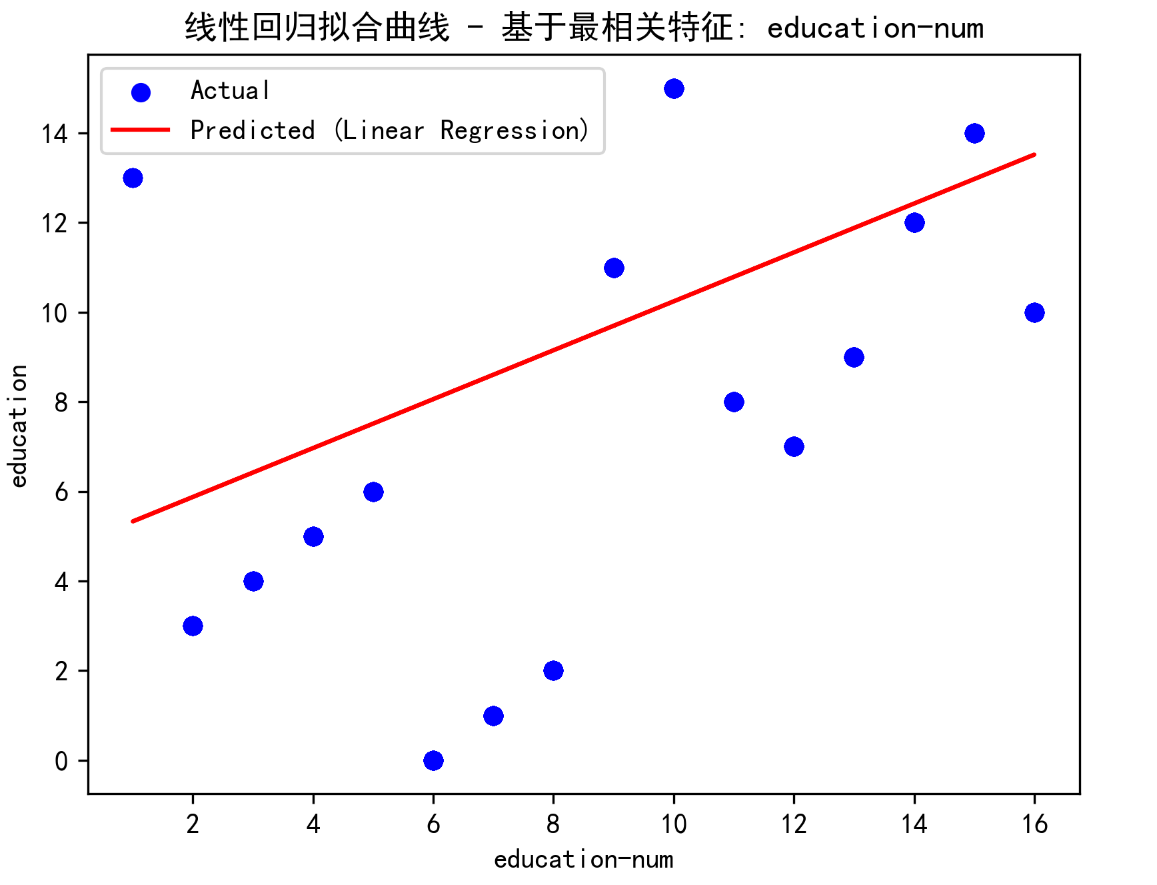 线性回归拟合曲线 - 基于最相关特征: education-num
Actual
Predicted (Linear Regression)
14
12
10
8
6
4
2
0
education
2 4 6 8 10 12 14 16
education-num